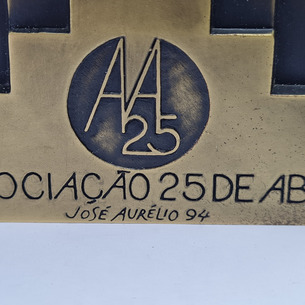 AA
25
OCIAÇÃO 25 DE AB
JOSÉ AURÉLIO 94